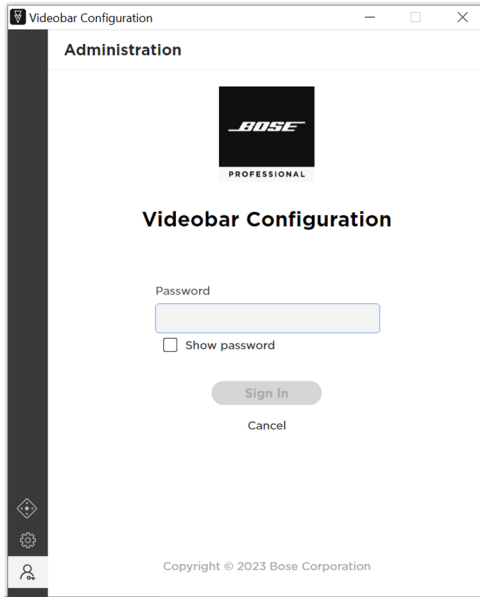 Videobar Configuration
Administration
BOSE
PROFESSIONAL
Videobar Configuration
Password
Show password
Sign In
Cancel
Copyright © 2023 Bose Corporation